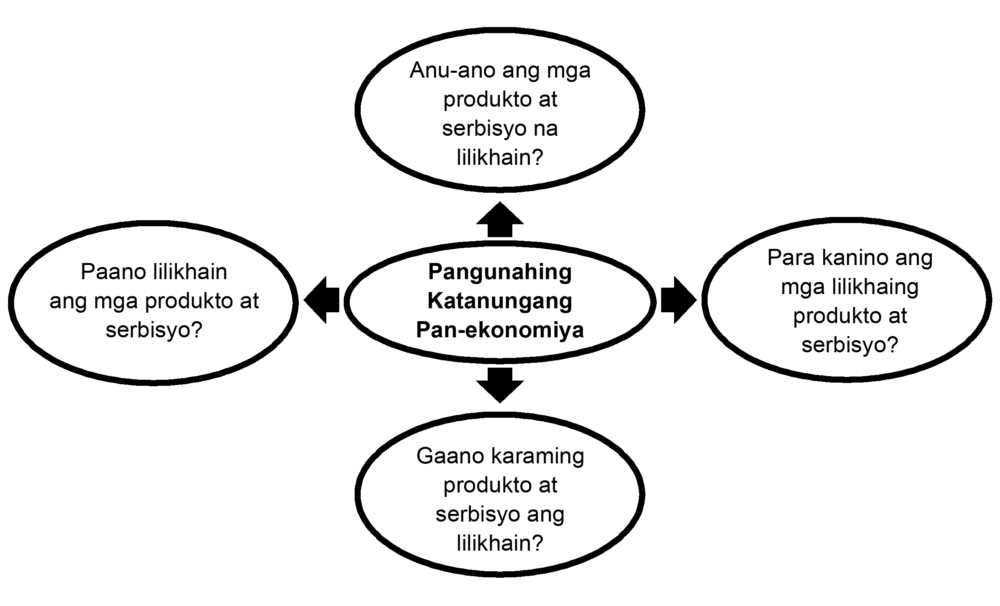 Anu-ano ang mga
produkto at
serbisyo na
lilikhain?
Paano lilikhain
ang mga produkto at
serbisyo?
Pangunahing
Katanungang
Pan-ekonomiya
Para kanino ang
mga lilikhaing
produkto at
serbisyo?
Gaano karaming
produkto at
serbisyo ang
lilikhain?